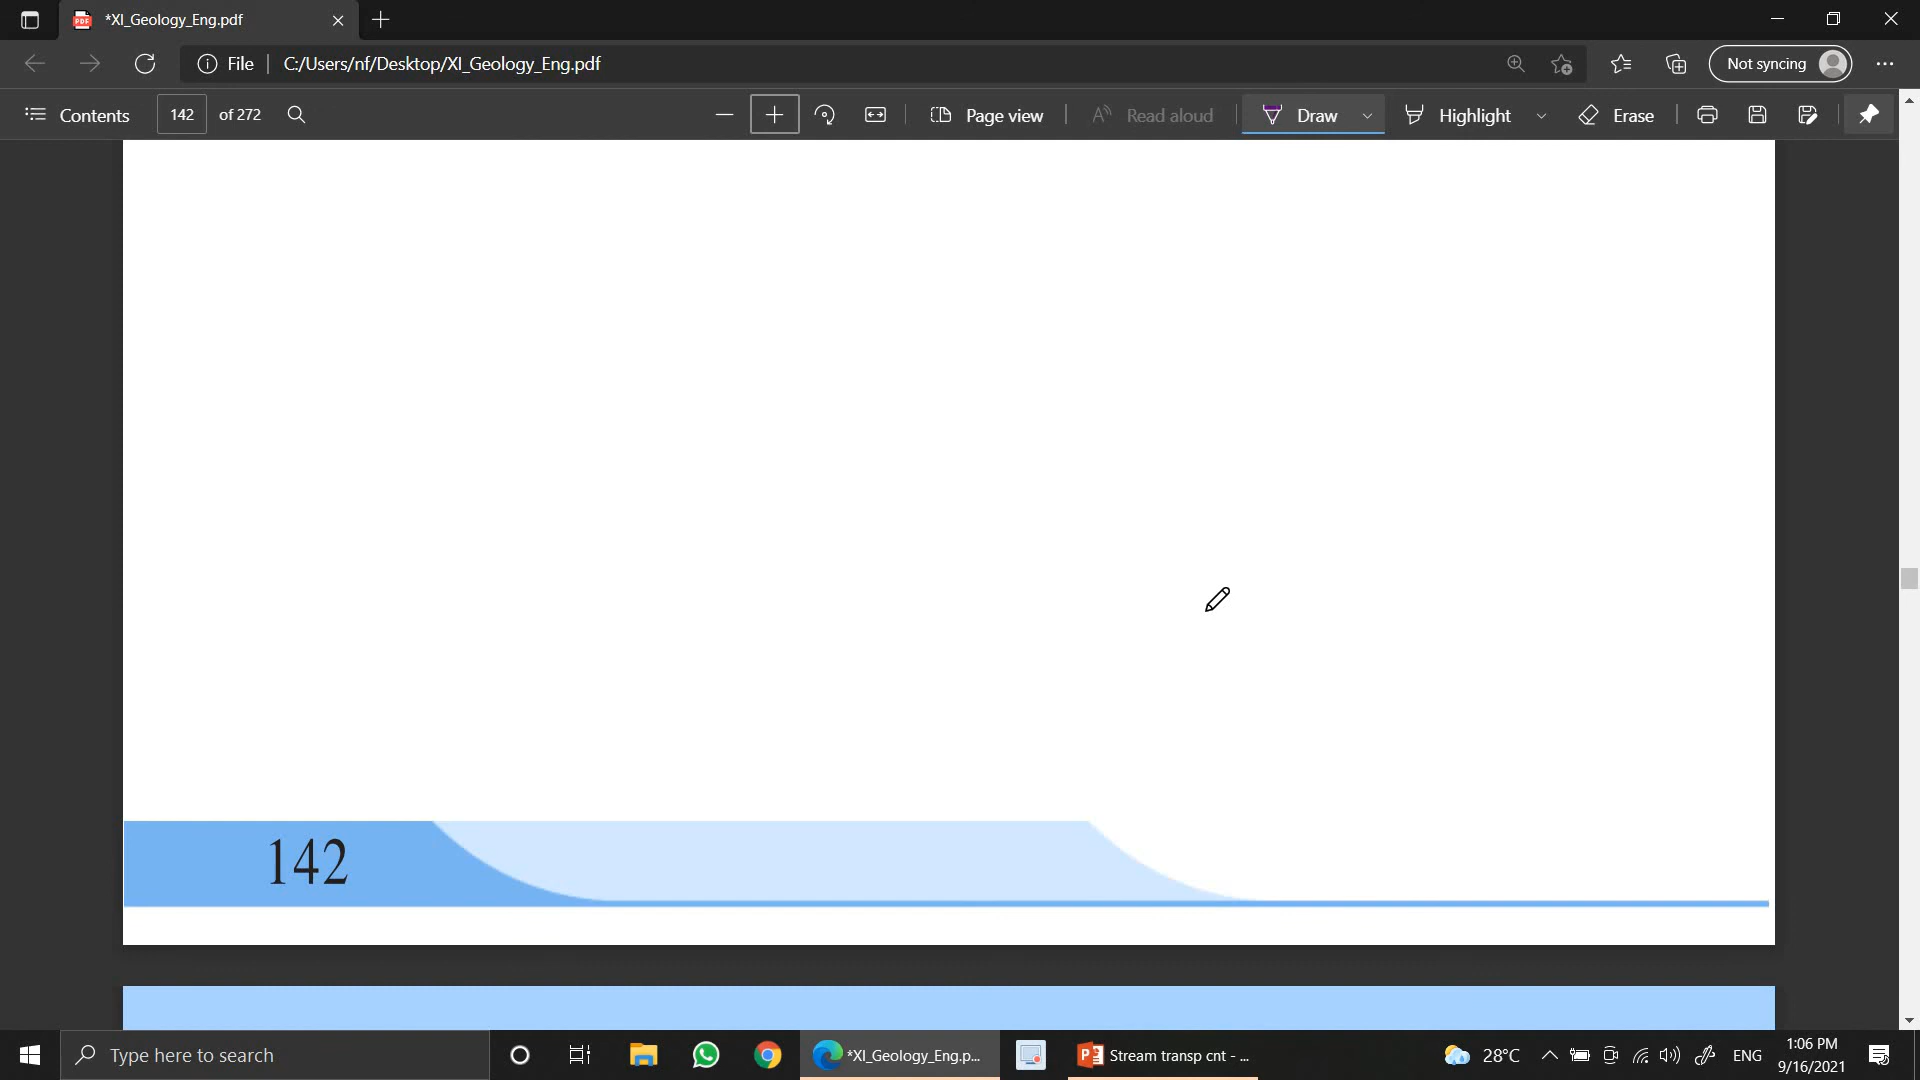 *XI_Geology_Eng.pdf
File
C:/Users/nf/Desktop/XI_Geology_Eng.pdf
Not syncing
Contents
142
of 272
Page view
Read aloud
Draw
Highlight
Erase
142
Type here to search
*XI_Geology_Eng.p...
Stream transp cnt - ...
28°C
ENG
1:06 PM
9/16/2021